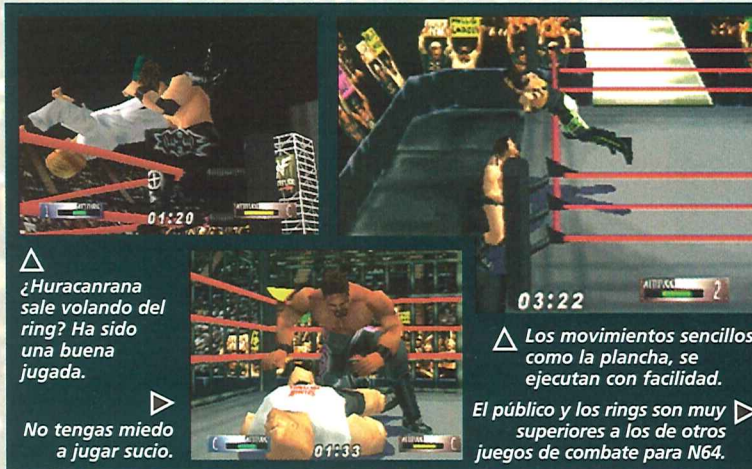 01:20
03:22
2
△
¿Huracanrana
sale volando del
ring? Ha sido
una buena
jugada.
▷
No tengas miedo
a jugar sucio.
01:33
△ Los movimientos sencillos
como la plancha, se
ejecutan con facilidad.
El público y los rings son muy ▷
superiores a los de otros
juegos de combate para N64.